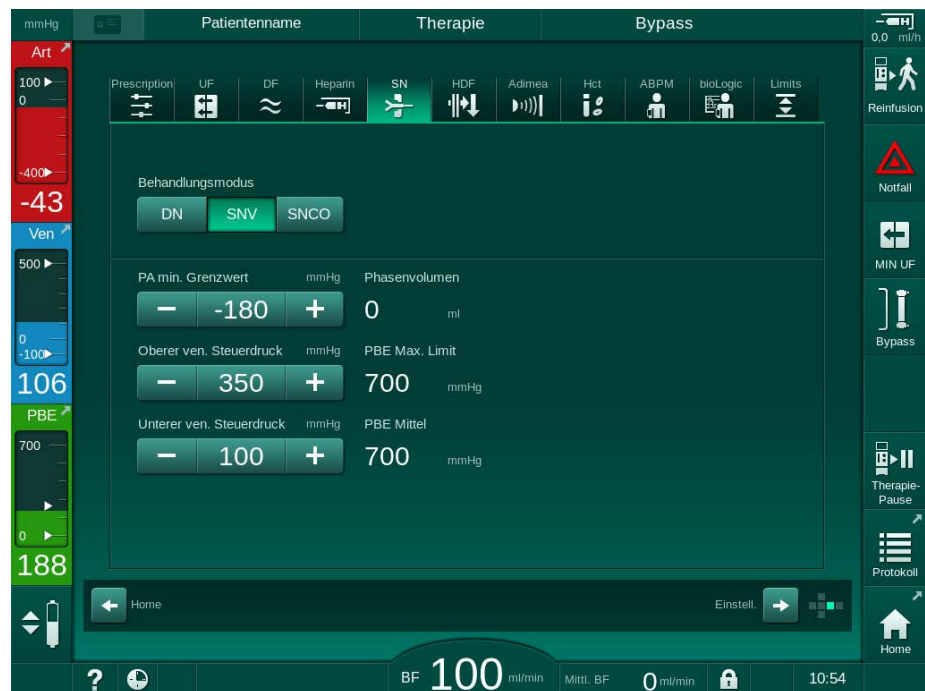 mmHg
Patientenname
Therapie
Bypass
0,0 ml/h
Art
100
0
-400
-43
Ven
500
0
-100
106
PBE
700
0
188
Prescription
UF
DF
Heparin
SN
HDF
Adimea
Hct
ABPM
bioLogic
Limits
Behandlungsmodus
DN
SNV
SNCO
PA min. Grenzwert mmHg
Phasenvolumen
− -180 +
0 ml
Oberer ven. Steuerdruck mmHg
PBE Max. Limit
− 350 +
700 mmHg
Unterer ven. Steuerdruck mmHg
PBE Mittel
− 100 +
700 mmHg
Home
Einstell.
Reinfusion
Notfall
MIN UF
Bypass
Therapie-
Pause
Protokoll
Home
?
BF 100 ml/min
Mittl. BF 0 ml/min
10:54